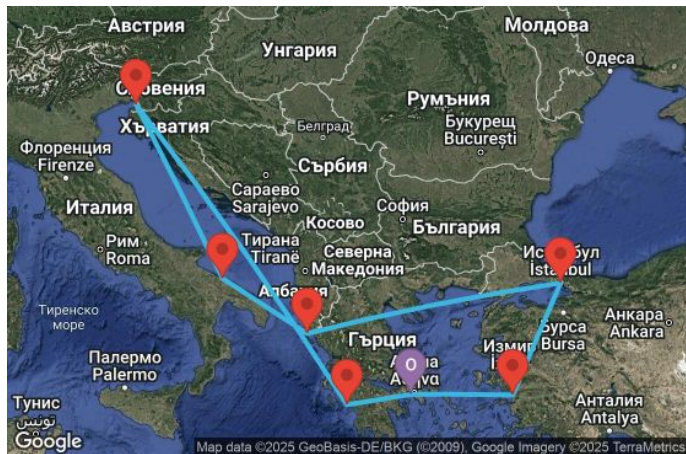 Австрия
Унгария
Молдова
Одеса
Словения
Хърватия
Румъния
Белград
Букурещ
București
Флоренция
Firenze
Сърбия
Италия
Сараево
Sarajevo
Косово
София
България
Рим
Roma
Тирана
Tiranë
Северна
Македония
Истанбул
İstanbul
Албания
Тиренско
море
Анкара
Ankara
Бурса
Bursa
Гърция
Измир
O
Палермо
Palermo
Тунис
تونس
Анталия
Antalya
Google
Map data ©2025 GeoBasis-DE/BKG (©2009), Google Imagery ©2025 TerraMetrics